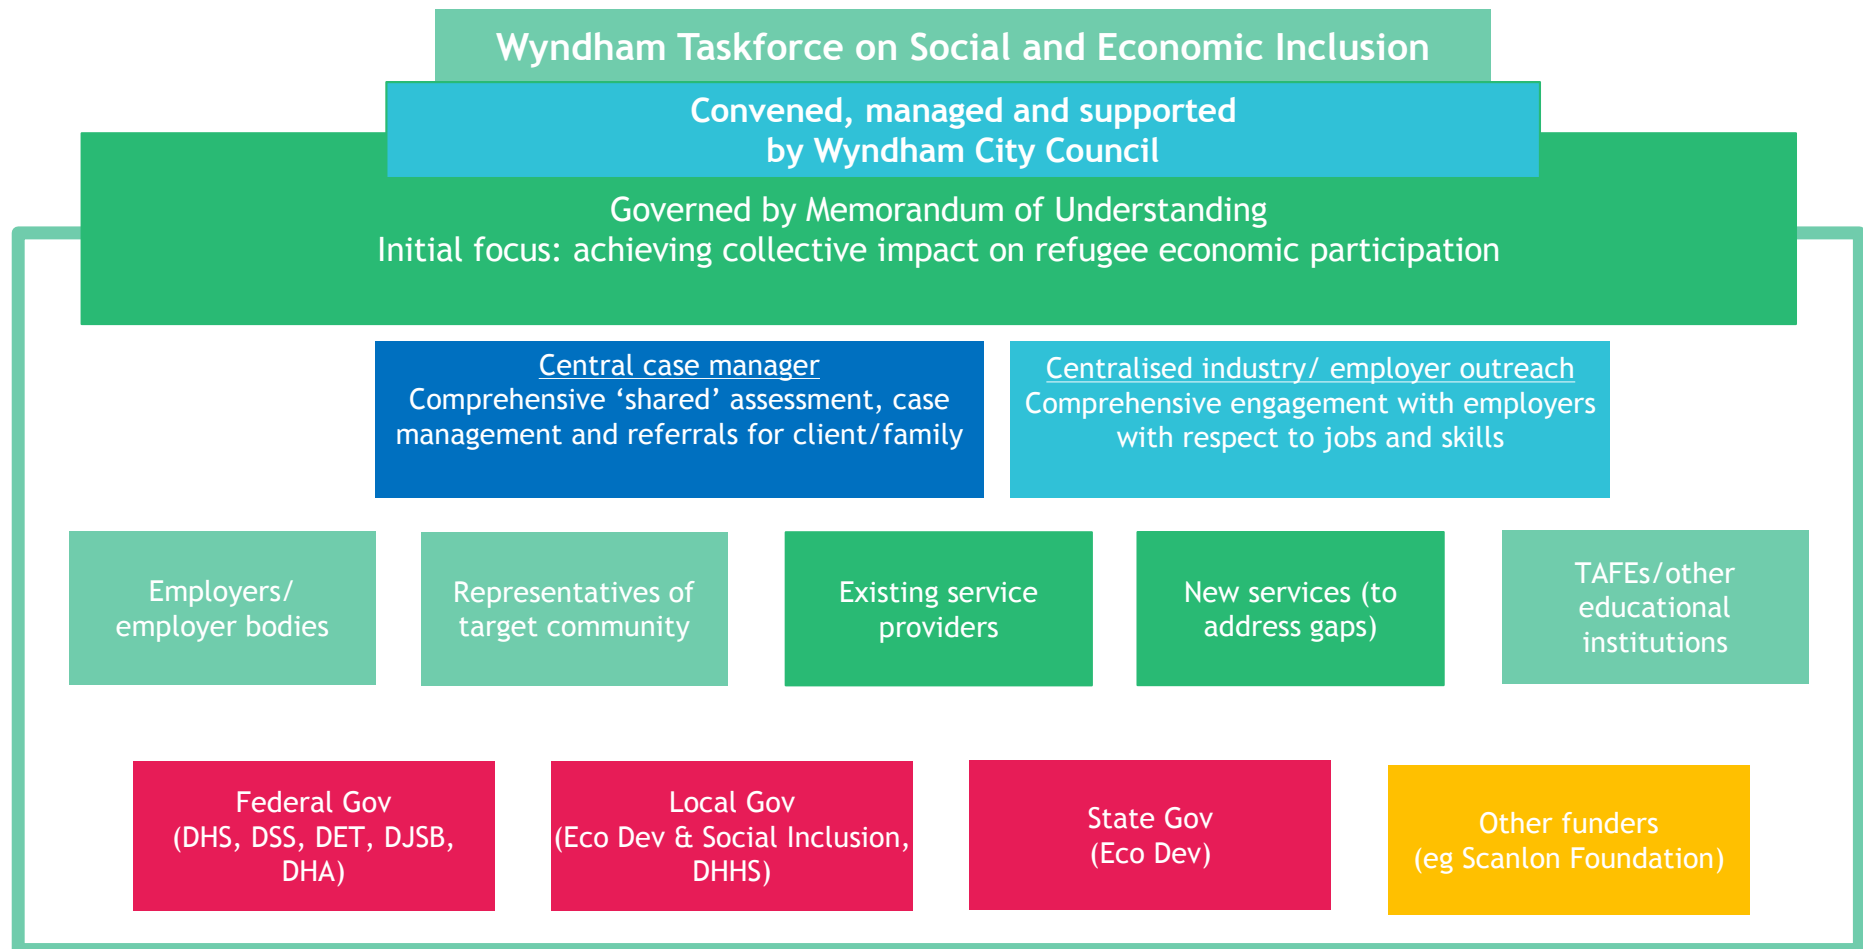 Wyndham Taskforce on Social and Economic Inclusion
Convened, managed and supported
by Wyndham City Council
Governed by Memorandum of Understanding
Initial focus: achieving collective impact on refugee economic participation
Central case manager
Comprehensive ‘shared’ assessment, case
management and referrals for client/family
Centralised industry/ employer outreach
Comprehensive engagement with employers
with respect to jobs and skills
Employers/
employer bodies
Representatives of
target community
Existing service
providers
New services (to
address gaps)
TAFEs/other
educational
institutions
Federal Gov
(DHS, DSS, DET, DJSB,
DHA)
Local Gov
(Eco Dev & Social Inclusion,
DHHS)
State Gov
(Eco Dev)
Other funders
(eg Scanlon Foundation)